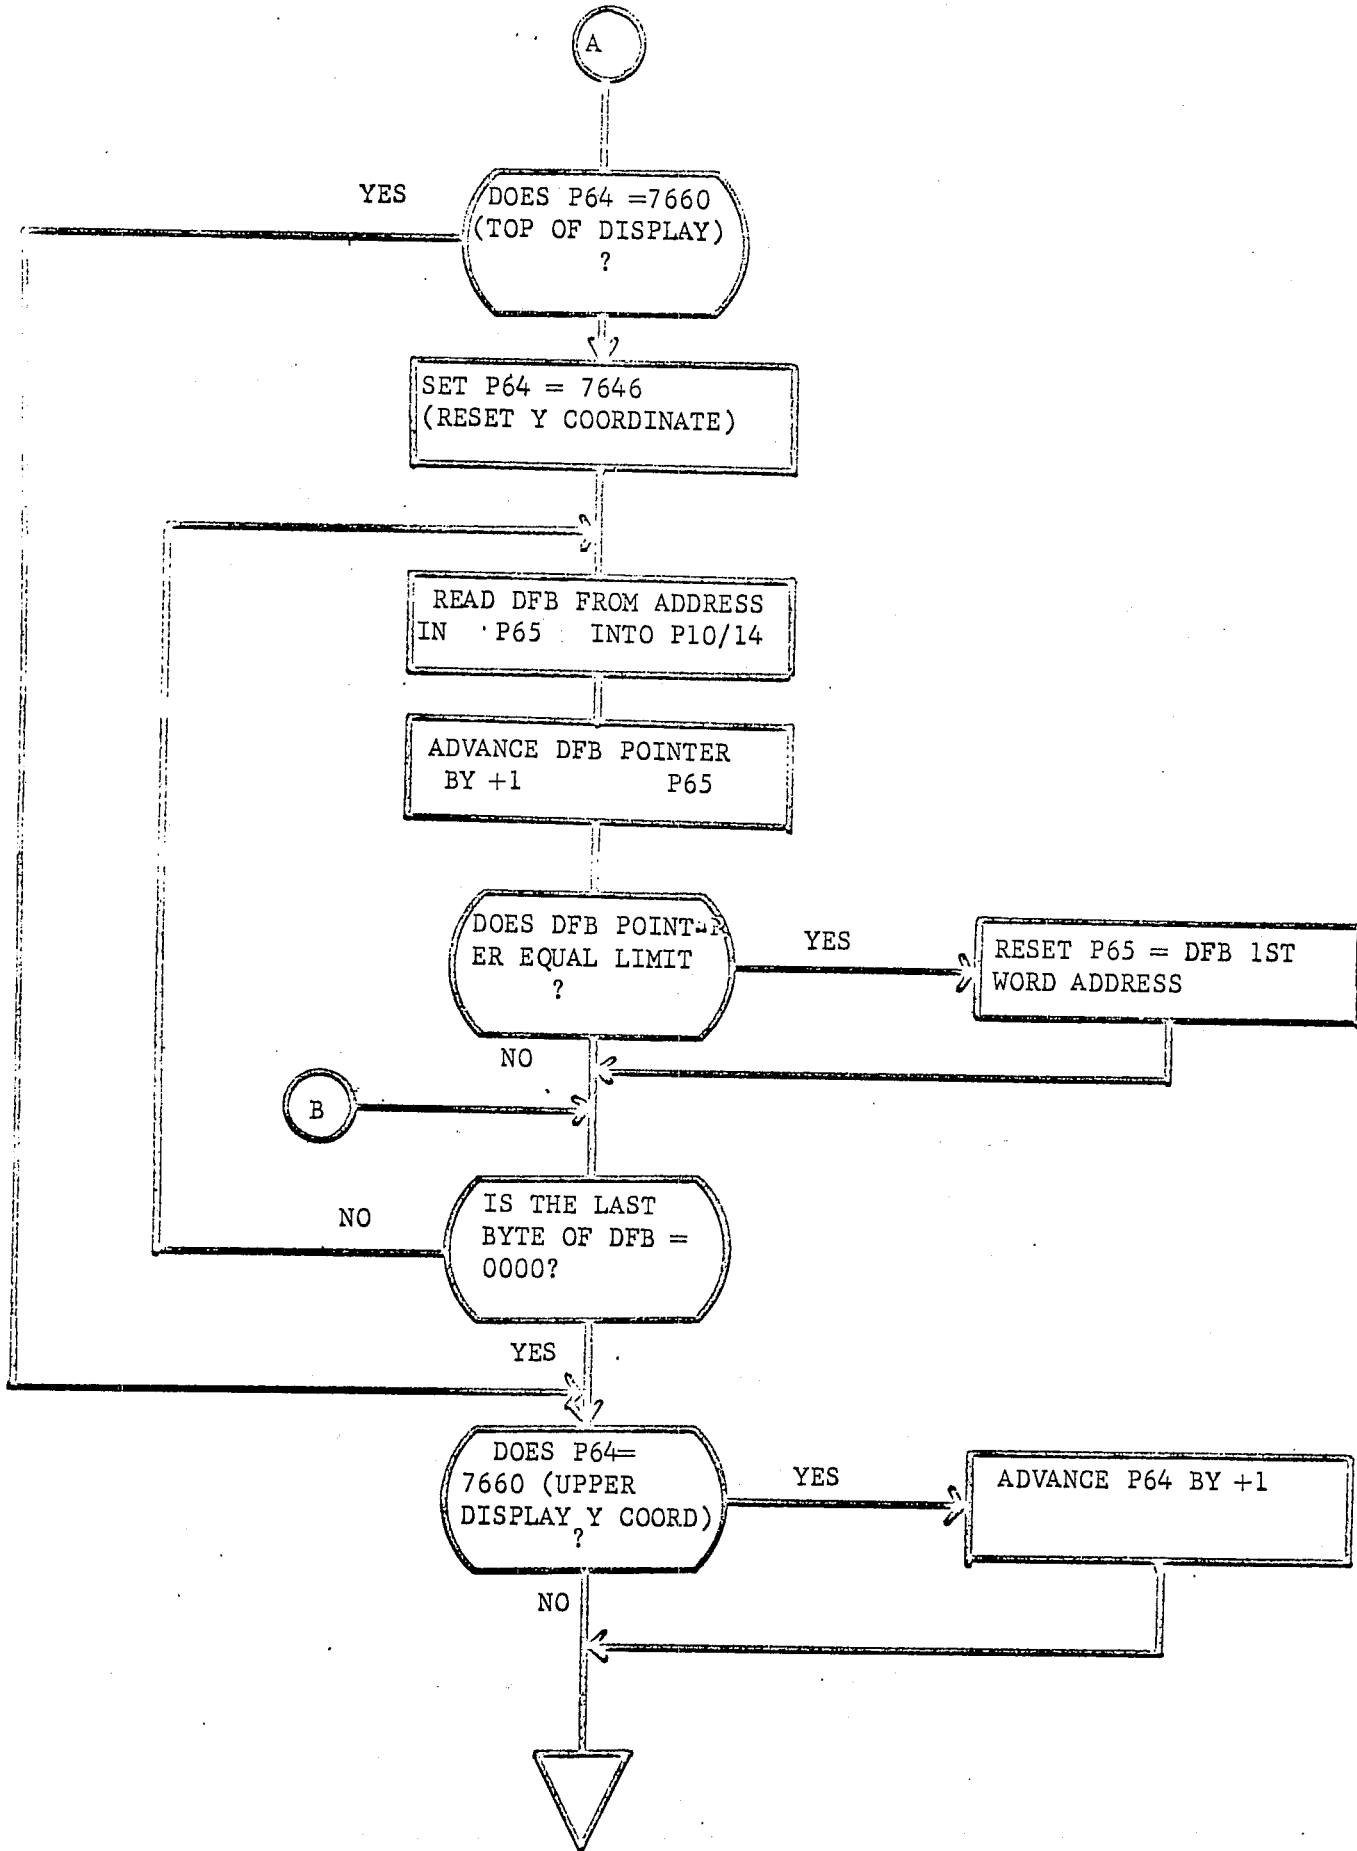 A
YES
DOES P64 =7660
(TOP OF DISPLAY)
?
SET P64 = 7646
(RESET Y COORDINATE)
READ DFB FROM ADDRESS
IN P65 INTO P10/14
ADVANCE DFB POINTER
BY +1 P65
DOES DFB POINT-
ER EQUAL LIMIT
?
YES
RESET P65 = DFB 1ST
WORD ADDRESS
NO
B
IS THE LAST
BYTE OF DFB =
0000?
NO
YES
DOES P64=
7660 (UPPER
DISPLAY Y COORD)
?
YES
ADVANCE P64 BY +1
NO